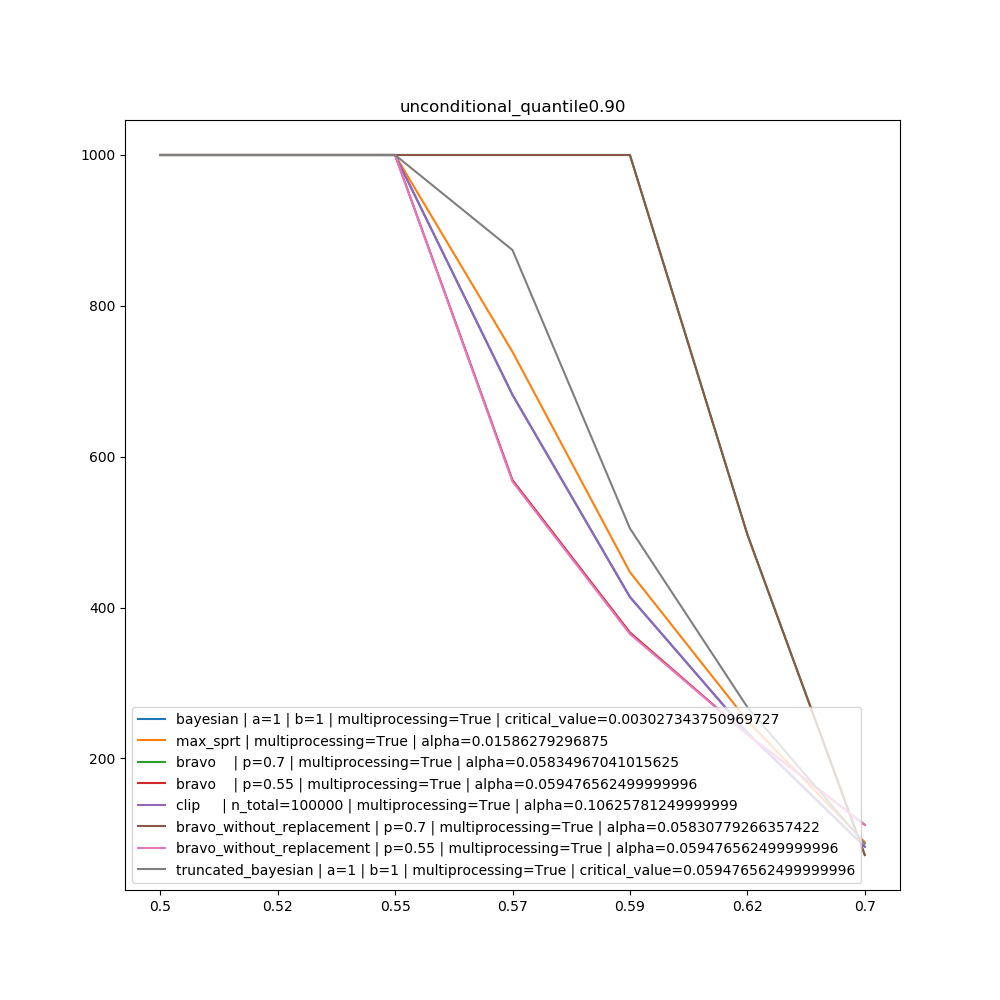 unconditional_quantile0.90
1000
800
600
400
200
bayesian | a=1 | b=1 | multiprocessing=True | critical_value=0.003027343750969727
max_sprt | multiprocessing=True | alpha=0.01586279296875
bravo    | p=0.7 | multiprocessing=True | alpha=0.05834967041015625
bravo    | p=0.55 | multiprocessing=True | alpha=0.059476562499999996
clip     | n_total=100000 | multiprocessing=True | alpha=0.10625781249999999
bravo_without_replacement | p=0.7 | multiprocessing=True | alpha=0.05830779266357422
bravo_without_replacement | p=0.55 | multiprocessing=True | alpha=0.059476562499999996
truncated_bayesian | a=1 | b=1 | multiprocessing=True | critical_value=0.059476562499999996
0.5 0.52 0.55 0.57 0.59 0.62 0.7